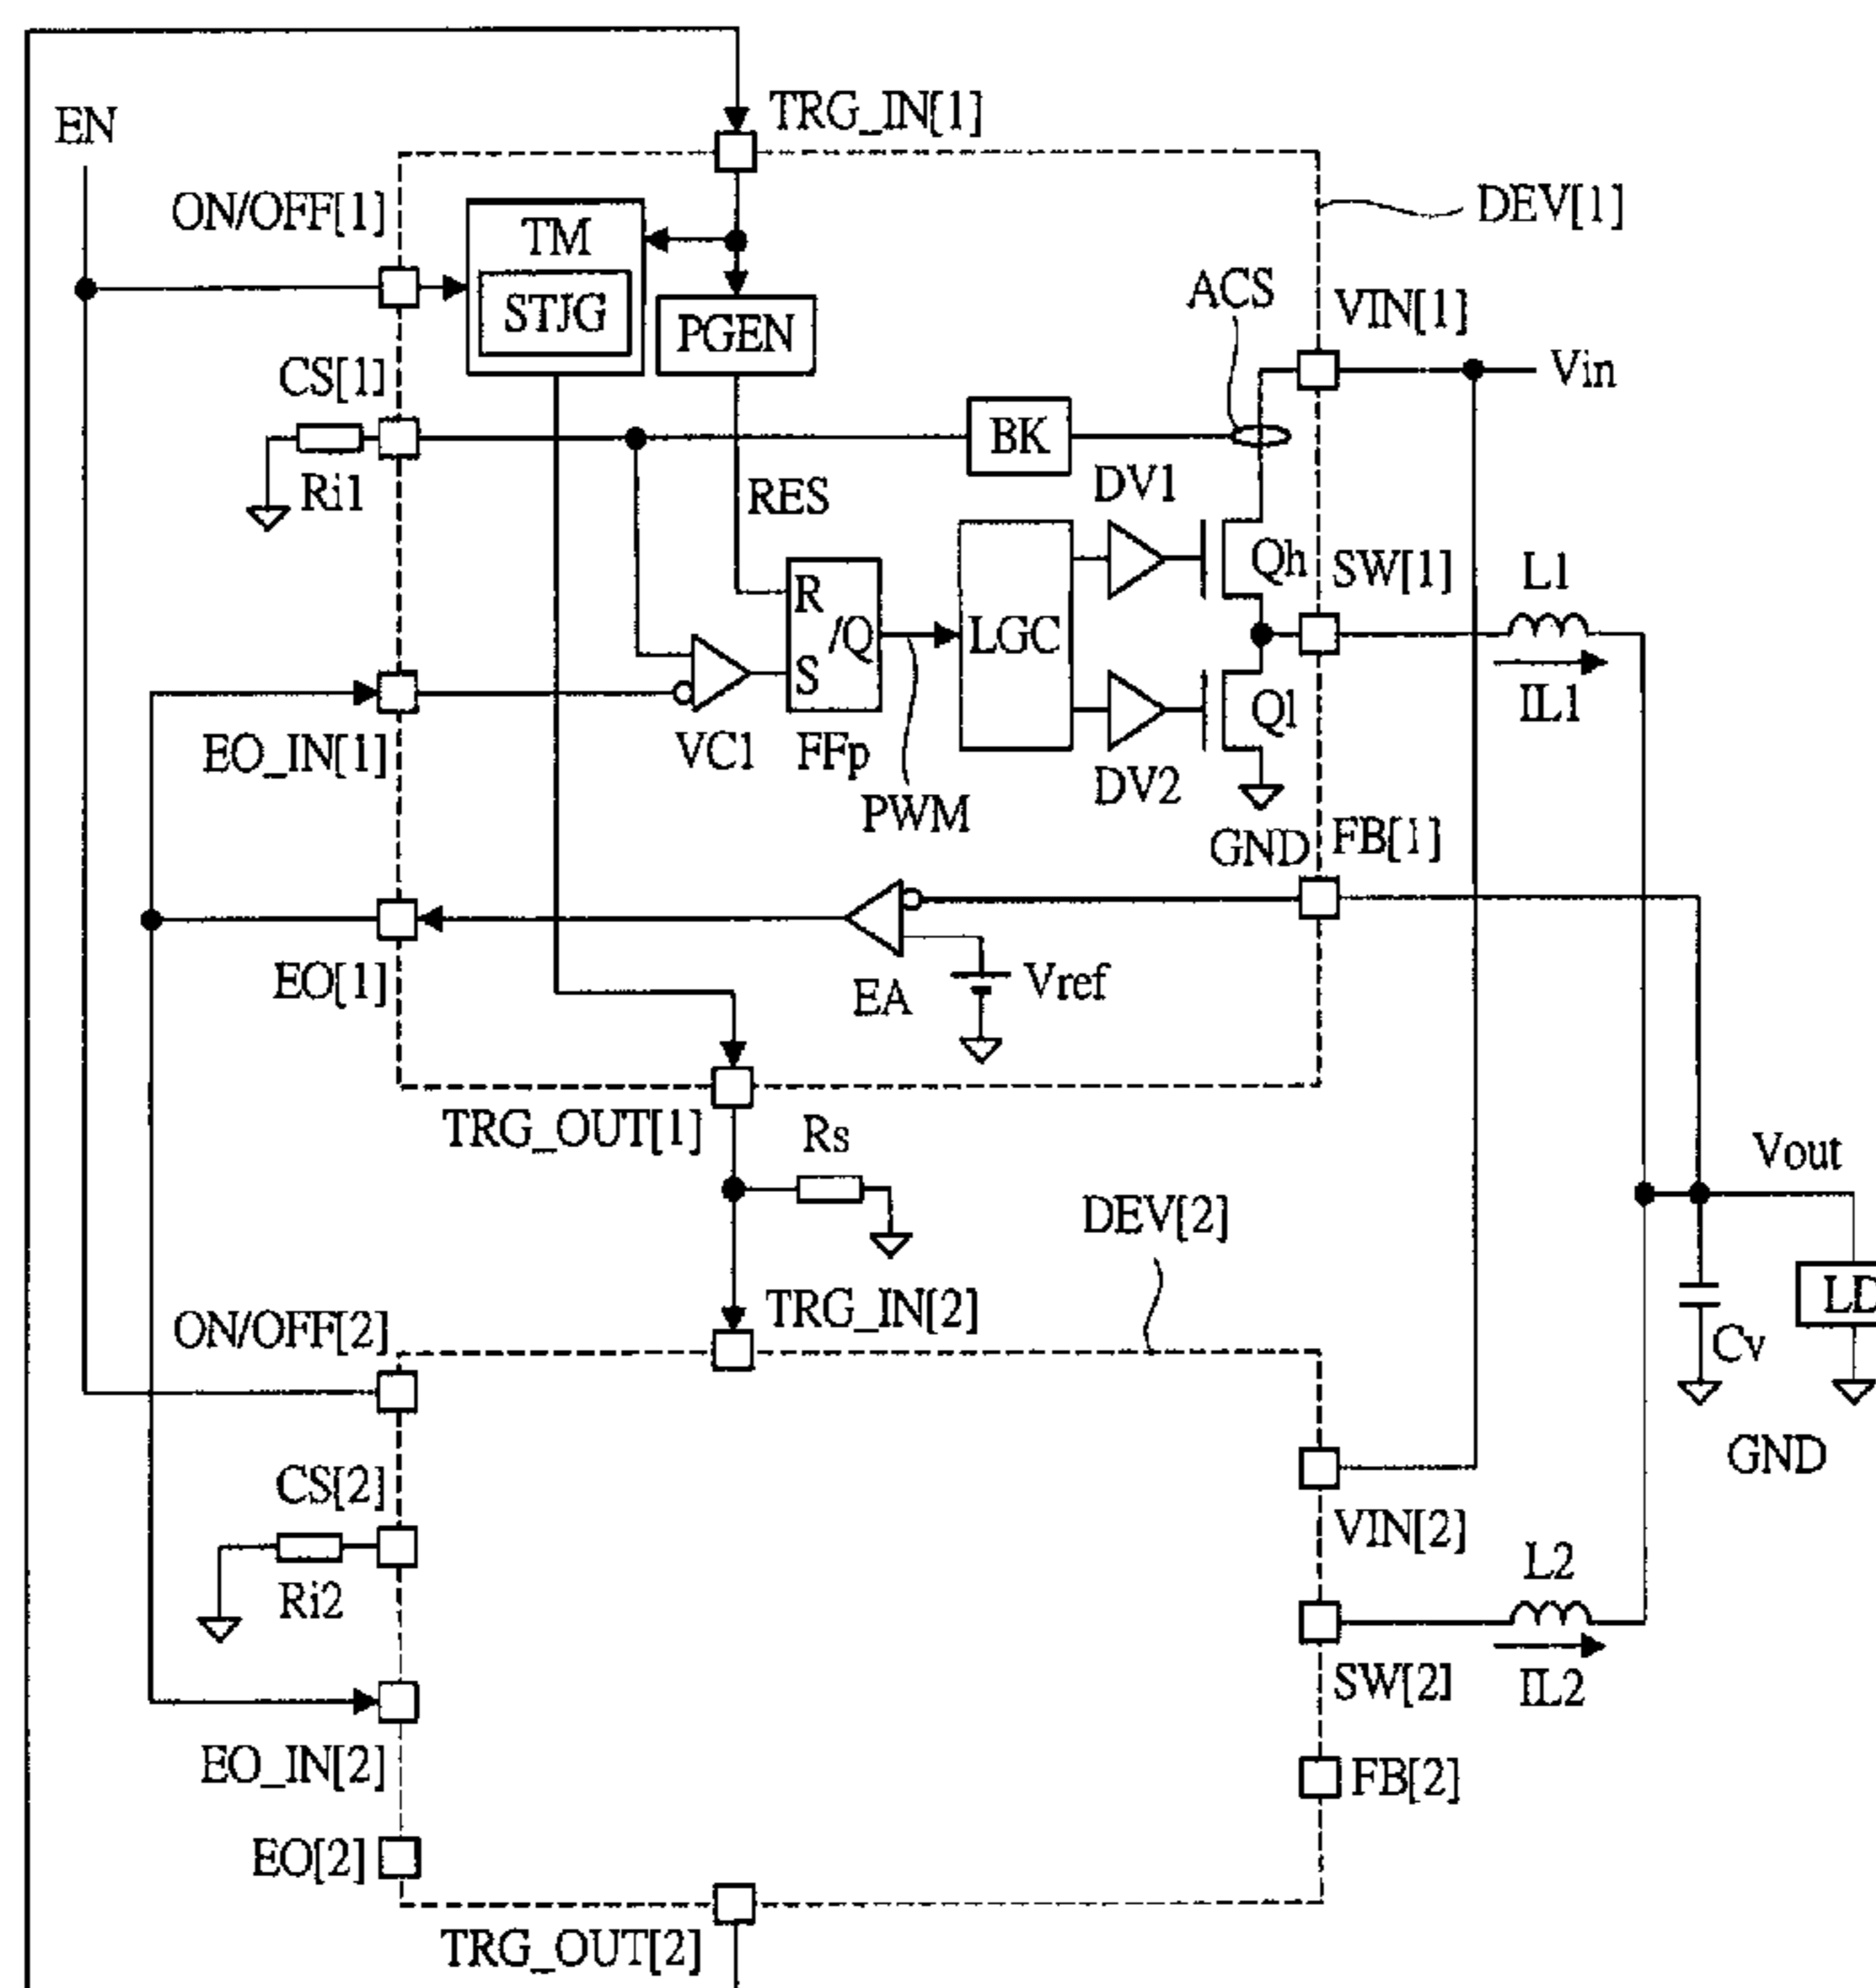 TRG_IN[1]
EN
ON/OFF[1]
TM
DEV[1]
STJG
PGEN
ACS
VIN[1]
CS[1]
Vin
BK
Ri1
RES
DV1
R
/Q
S
LGC
Qh
SW[1]
L1
IL1
Ql
EO_IN[1]
VC1
FFp
DV2
PWM
GND
FB[1]
EO[1]
EA
Vref
TRG_OUT[1]
Rs
Vout
DEV[2]
ON/OFF[2]
TRG_IN[2]
LD
Cv
GND
CS[2]
VIN[2]
Ri2
L2
SW[2]
IL2
EO_IN[2]
FB[2]
EO[2]
TRG_OUT[2]